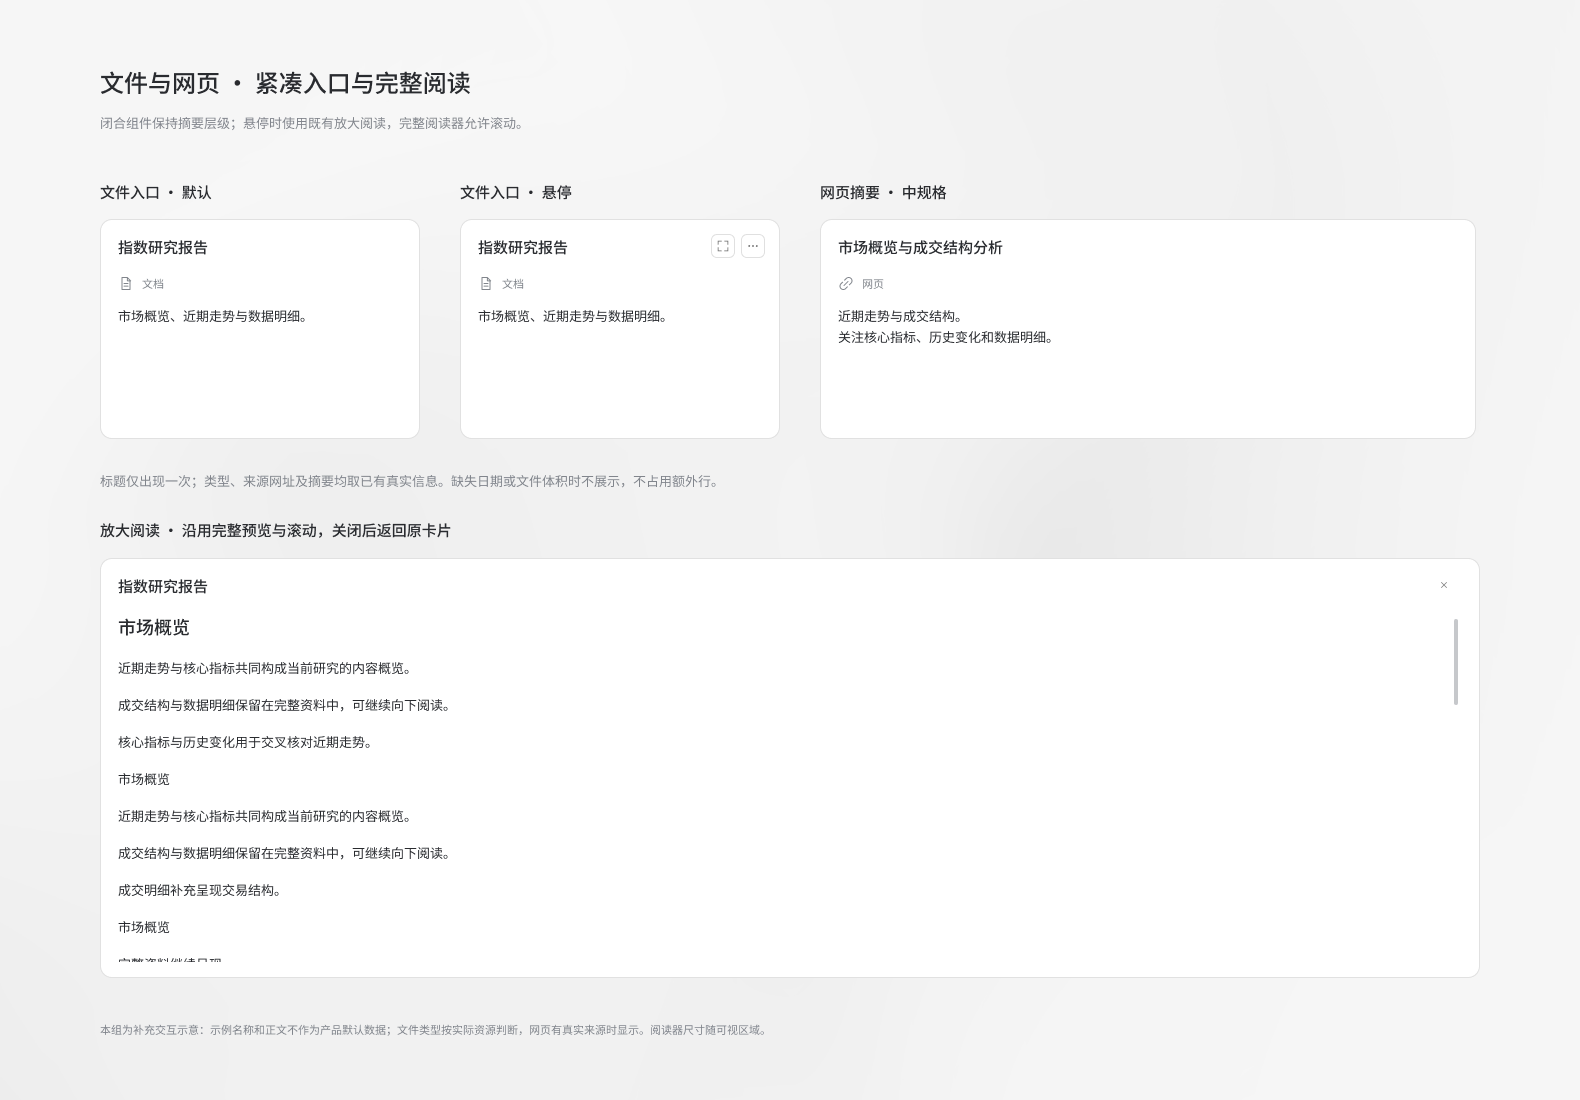 文件与网页 · 紧凑入口与完整阅读
闭合组件保持摘要层级；悬停时使用既有放大阅读，完整阅读器允许滚动。
文件入口 · 默认
文件入口 · 悬停
网页摘要 · 中规格
指数研究报告
文档
市场概览、近期走势与数据明细。
指数研究报告
文档
市场概览、近期走势与数据明细。
市场概览与成交结构分析
网页
近期走势与成交结构。
关注核心指标、历史变化和数据明细。
标题仅出现一次；类型、来源网址及摘要均取已有真实信息。缺失日期或文件体积时不展示，不占用额外行。
放大阅读 · 沿用完整预览与滚动，关闭后返回原卡片
指数研究报告
市场概览
近期走势与核心指标共同构成当前研究的内容概览。
成交结构与数据明细保留在完整资料中，可继续向下阅读。
核心指标与历史变化用于交叉核对近期走势。
市场概览
近期走势与核心指标共同构成当前研究的内容概览。
成交结构与数据明细保留在完整资料中，可继续向下阅读。
成交明细补充呈现交易结构。
市场概览
完整资料继续呈现
本组为补充交互示意：示例名称和正文不作为产品默认数据；文件类型按实际资源判断，网页有真实来源时显示。阅读器尺寸随可视区域。